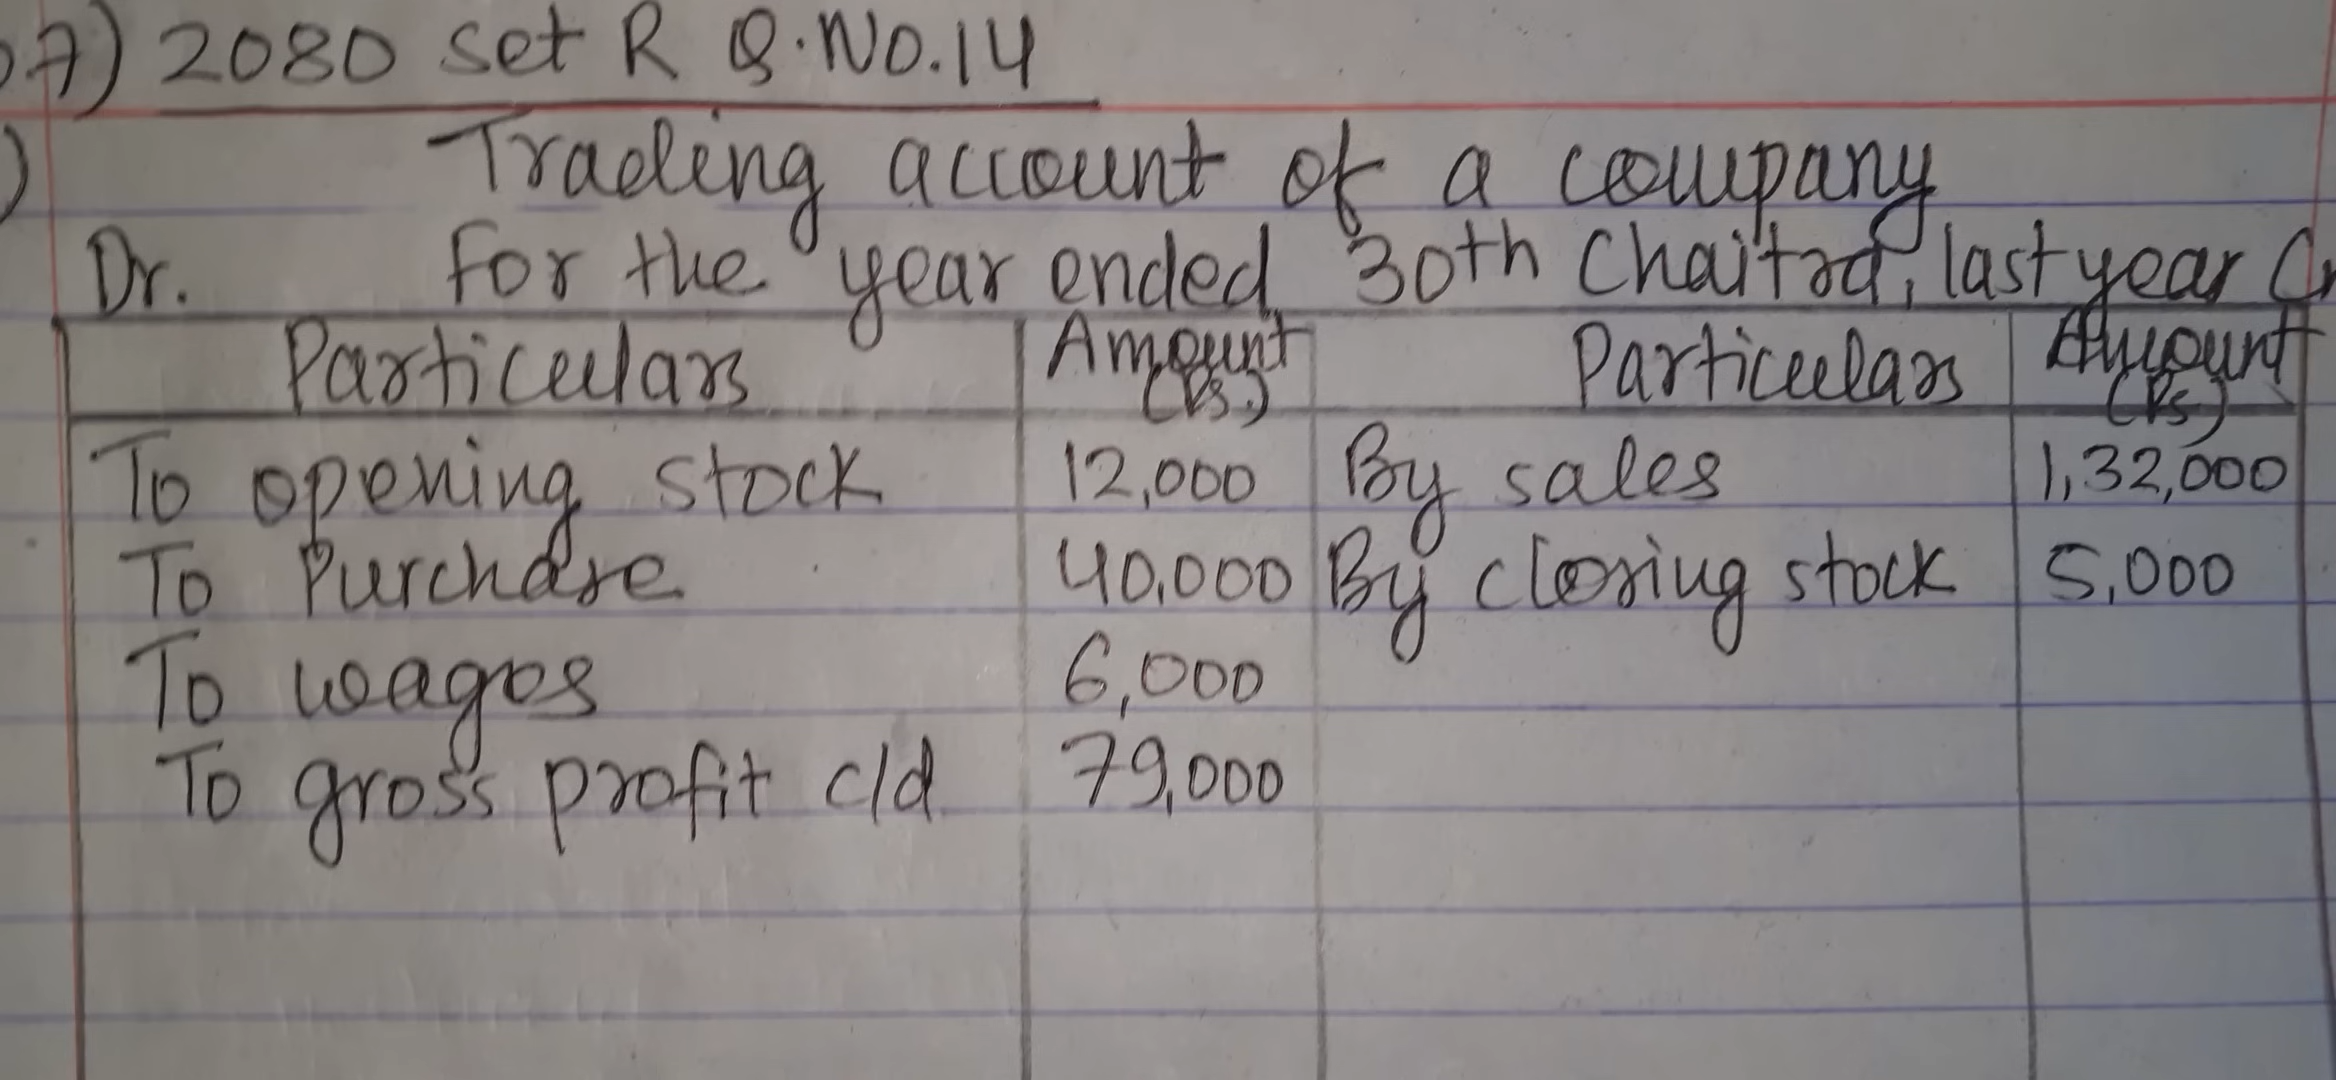 7) 2080 set R Q.No.14
)
Trading account of a company
Dr. For the year ended 30th Chaitra, last year Cr
Particulars Amount (Rs.) Particulars Amount (Rs)
To opening stock 12,000 By sales 1,32,000
To Purchase 40,000 By closing stock 5,000
To wages 6,000
To gross profit c/d 79,000